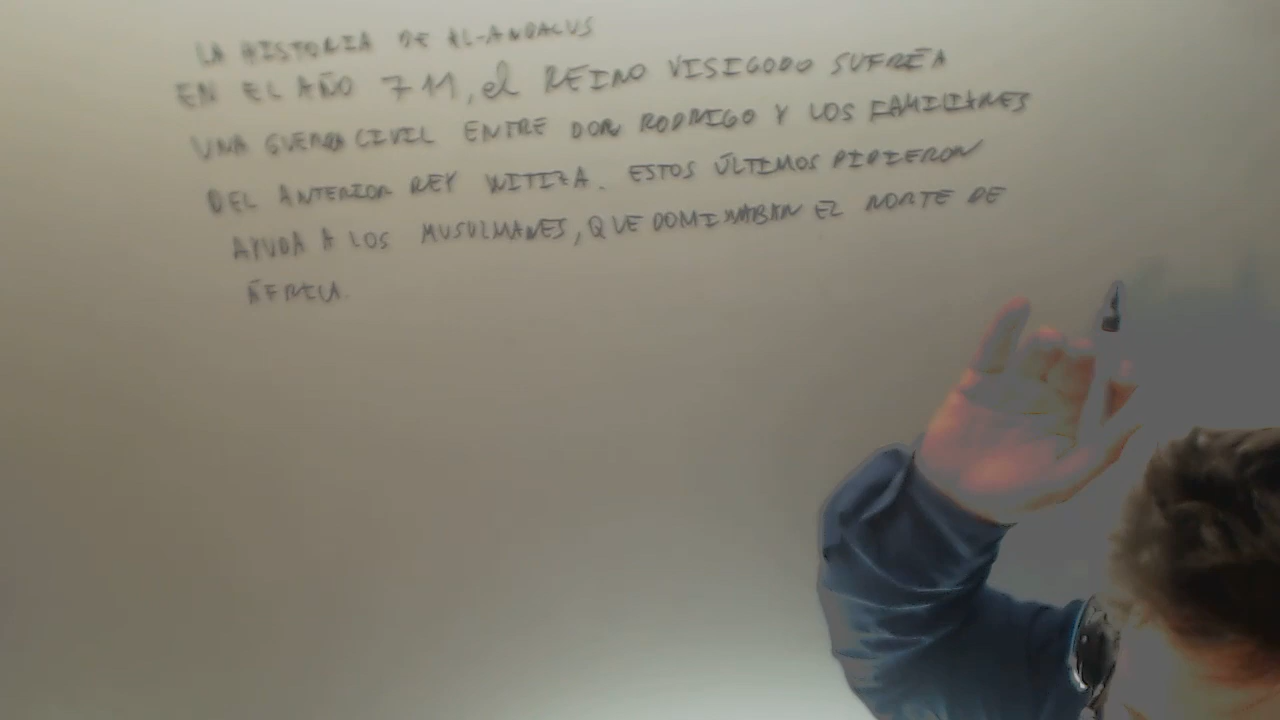 LA HISTORIA DE AL-ANDALUS
EN EL AÑO 711, el REINO VISIGODO SUFRÍA
UNA GUERRA CIVIL ENTRE DON RODRIGO Y LOS FAMILIARES
DEL ANTERIOR REY WITIZA. ESTOS ÚLTIMOS PIDIERON
AYUDA A LOS MUSULMANES, QUE DOMINABAN EL NORTE DE
ÁFRICA.